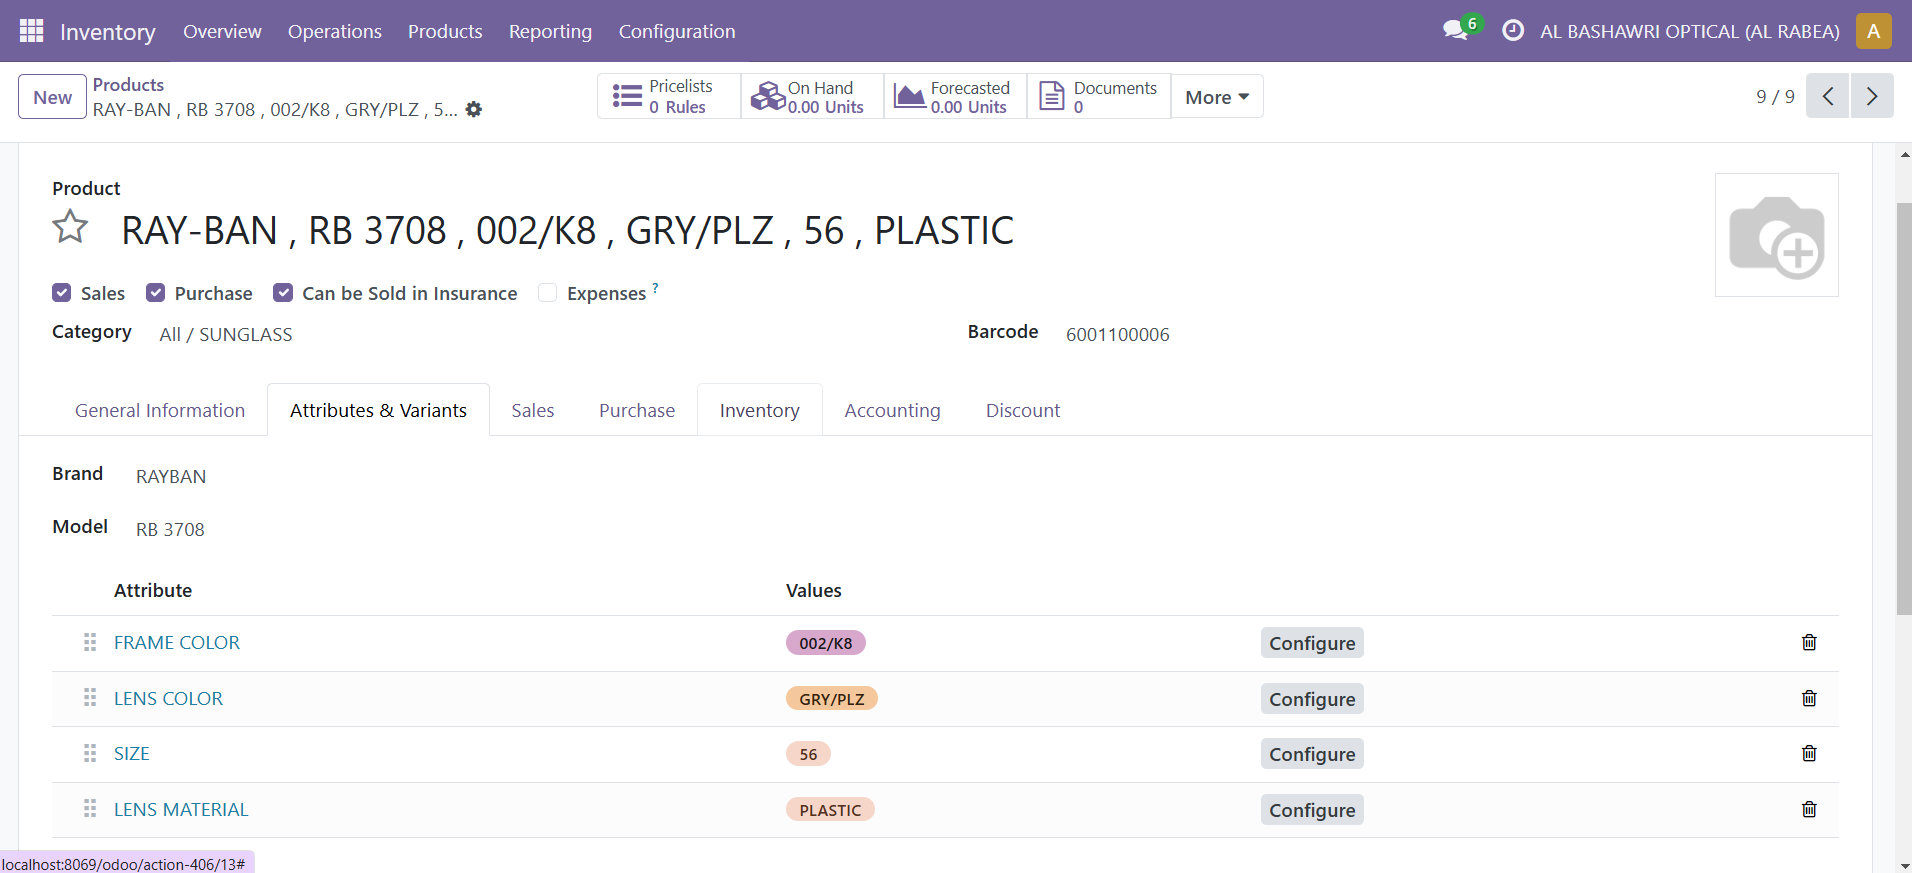 Inventory Overview Operations Products Reporting Configuration 6 AL BASHAWRI OPTICAL (AL RABEA) A
New
Products
RAY-BAN , RB 3708 , 002/K8 , GRY/PLZ , 5...
Pricelists
0 Rules
On Hand
0.00 Units
Forecasted
0.00 Units
Documents
0
More
9 / 9
Product
RAY-BAN , RB 3708 , 002/K8 , GRY/PLZ , 56 , PLASTIC
Sales Purchase Can be Sold in Insurance Expenses ?
Category All / SUNGLASS Barcode 6001100006
General Information Attributes & Variants Sales Purchase Inventory Accounting Discount
Brand RAYBAN
Model RB 3708
Attribute Values
FRAME COLOR 002/K8 Configure
LENS COLOR GRY/PLZ Configure
SIZE 56 Configure
LENS MATERIAL PLASTIC Configure
localhost:8069/odoo/action-406/13#